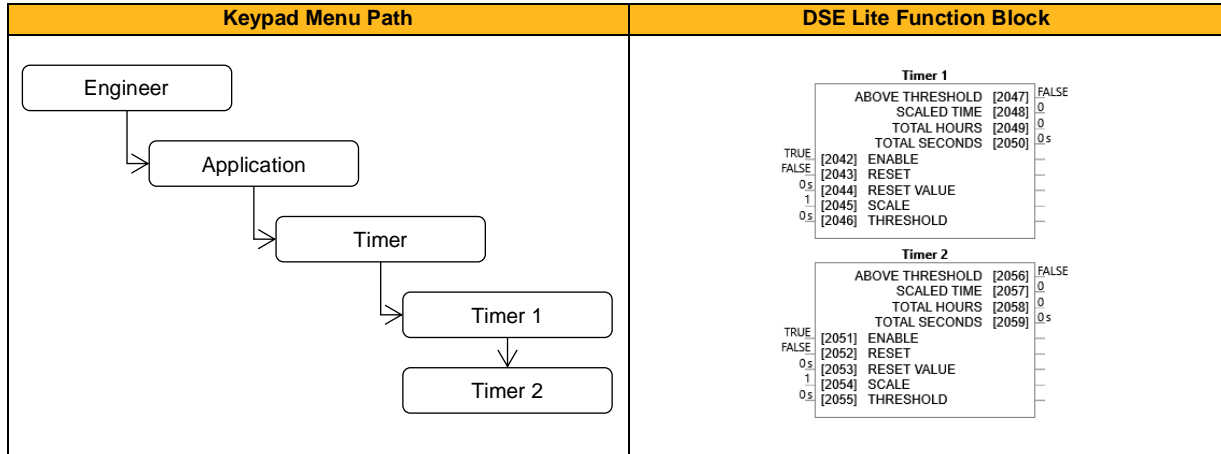 Keypad Menu Path
DSE Lite Function Block
Engineer
Application
Timer
Timer 1
Timer 2
Timer 1
ABOVE THRESHOLD [2047] FALSE
SCALED TIME [2048] 0
TOTAL HOURS [2049] 0
TOTAL SECONDS [2050] 0 s
TRUE [2042] ENABLE
FALSE [2043] RESET
0 s [2044] RESET VALUE
1 [2045] SCALE
0 s [2046] THRESHOLD
Timer 2
ABOVE THRESHOLD [2056] FALSE
SCALED TIME [2057] 0
TOTAL HOURS [2058] 0
TOTAL SECONDS [2059] 0 s
TRUE [2051] ENABLE
FALSE [2052] RESET
0 s [2053] RESET VALUE
1 [2054] SCALE
0 s [2055] THRESHOLD